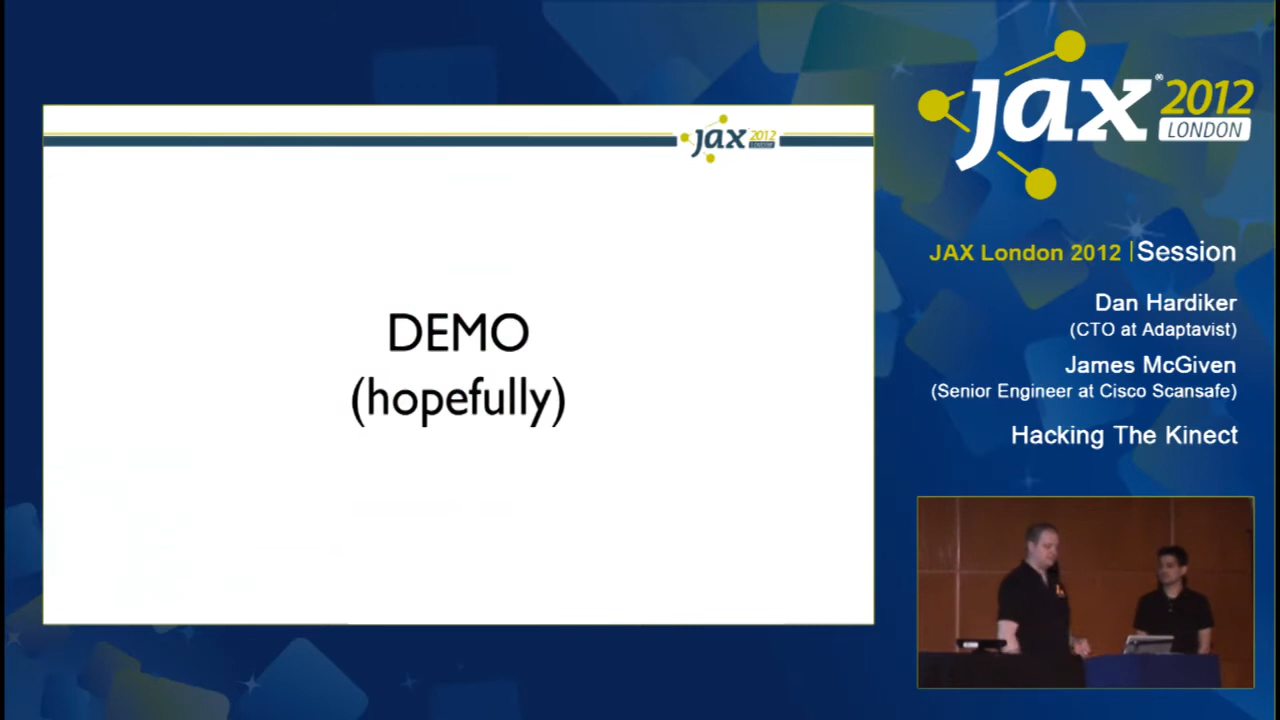 jax 2012
LONDON
DEMO
(hopefully)
jax® 2012
LONDON
JAX London 2012 | Session
Dan Hardiker
(CTO at Adaptavist)
James McGiven
(Senior Engineer at Cisco Scansafe)
Hacking The Kinect